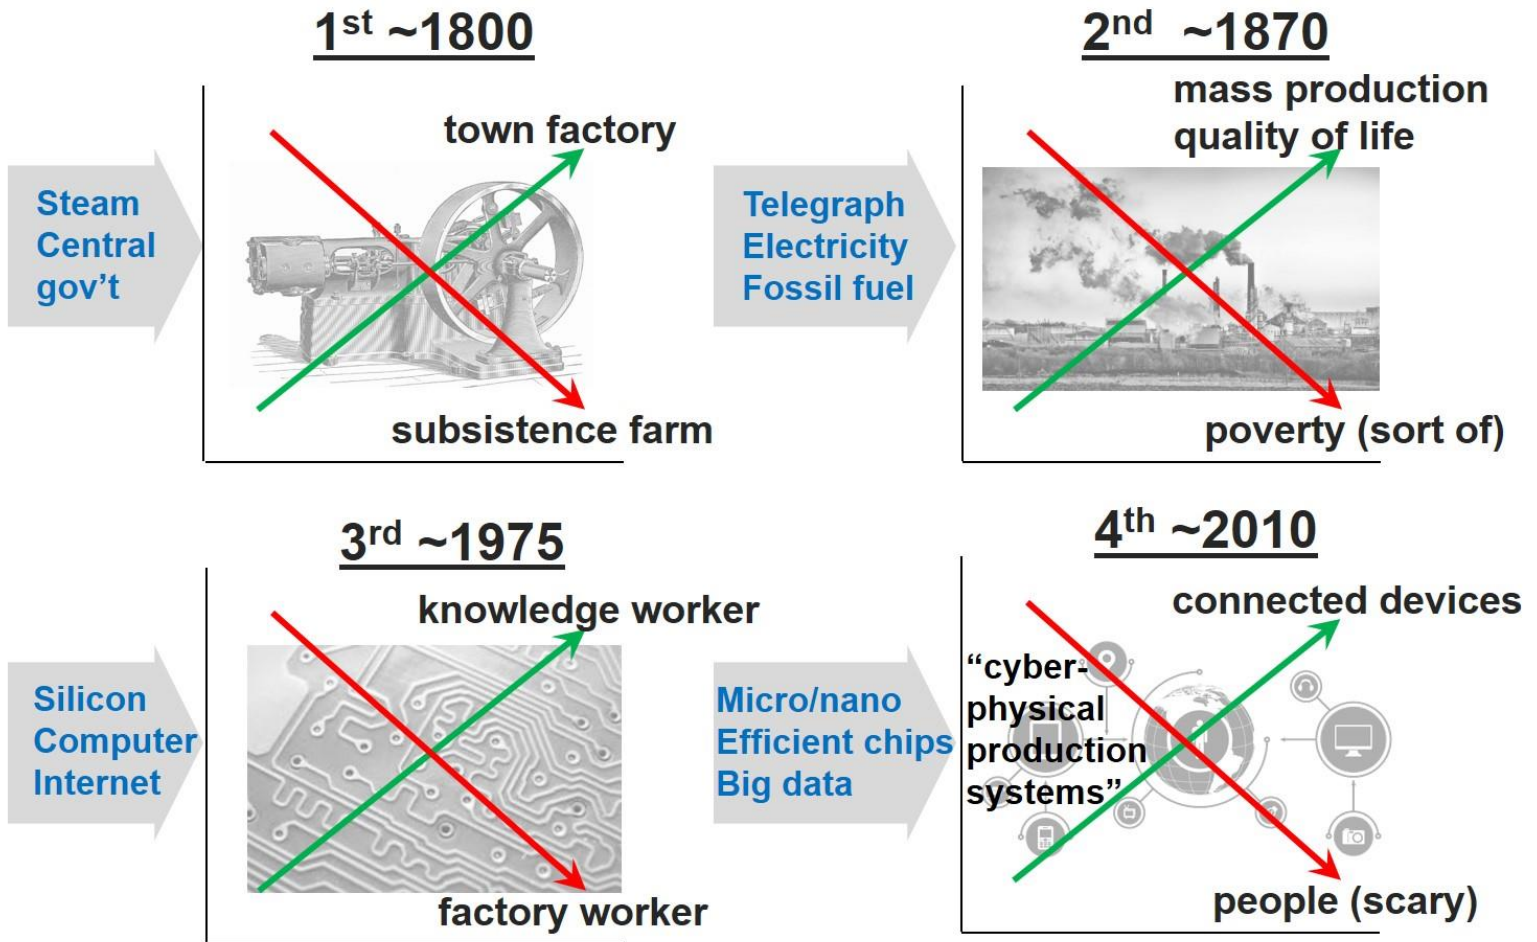 1st ~1800
town factory
Steam
Central
gov’t
subsistence farm
2nd ~1870
mass production
quality of life
Telegraph
Electricity
Fossil fuel
poverty (sort of)
3rd ~1975
knowledge worker
Silicon
Computer
Internet
factory worker
4th ~2010
connected devices
“cyber-
physical
production
systems”
Micro/nano
Efficient chips
Big data
people (scary)